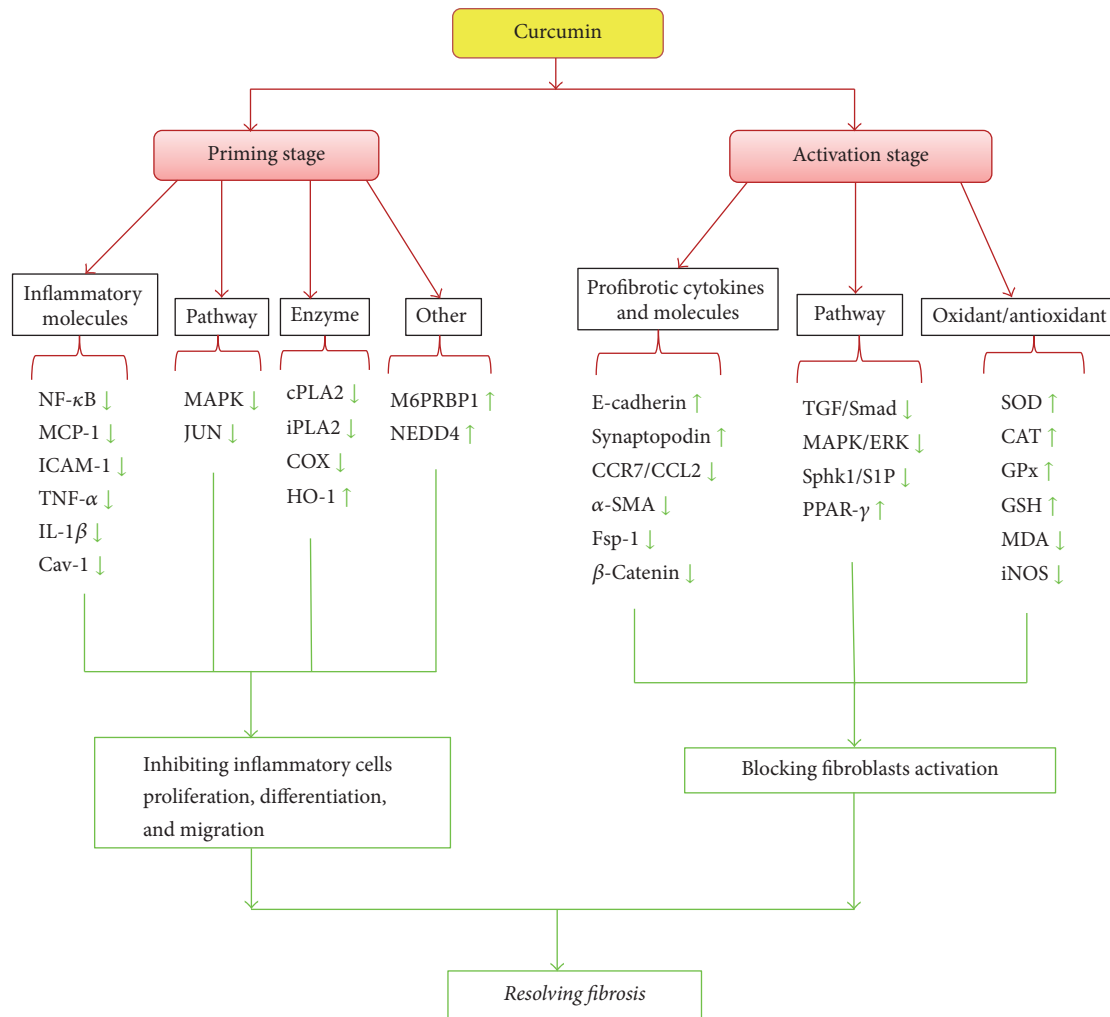 Curcumin
Priming stage
Activation stage
Inflammatory
molecules
Pathway
Enzyme
Other
Profibrotic cytokines
and molecules
Pathway
Oxidant/antioxidant
NF-κB ↓
MCP-1 ↓
ICAM-1 ↓
TNF-α ↓
IL-1β ↓
Cav-1 ↓
MAPK ↓
JUN ↓
cPLA2 ↓
iPLA2 ↓
COX ↓
HO-1 ↑
M6PRBP1 ↑
NEDD4 ↑
E-cadherin ↑
Synaptopodin ↑
CCR7/CCL2 ↓
α-SMA ↓
Fsp-1 ↓
β-Catenin ↓
TGF/Smad ↓
MAPK/ERK ↓
Sphk1/S1P ↓
PPAR-γ ↑
SOD ↑
CAT ↑
GPx ↑
GSH ↑
MDA ↓
iNOS ↓
Inhibiting inflammatory cells
proliferation, differentiation,
and migration
Blocking fibroblasts activation
Resolving fibrosis